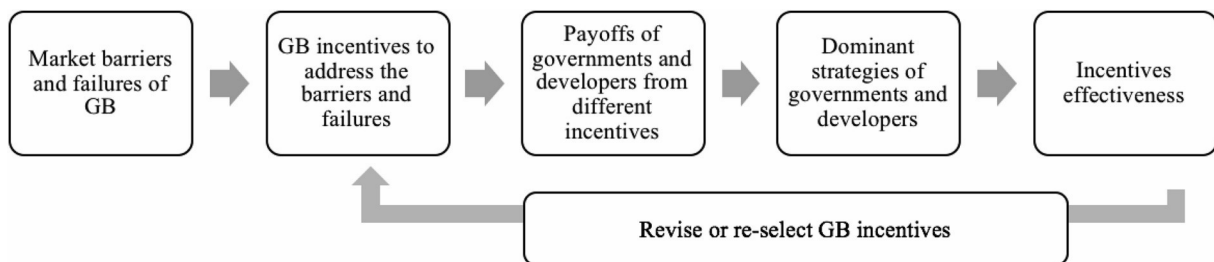 Market barriers
and failures of
GB
GB incentives to
address the
barriers and
failures
Payoffs of
governments and
developers from
different
incentives
Dominant
strategies of
governments and
developers
Incentives
effectiveness
Revise or re-select GB incentives